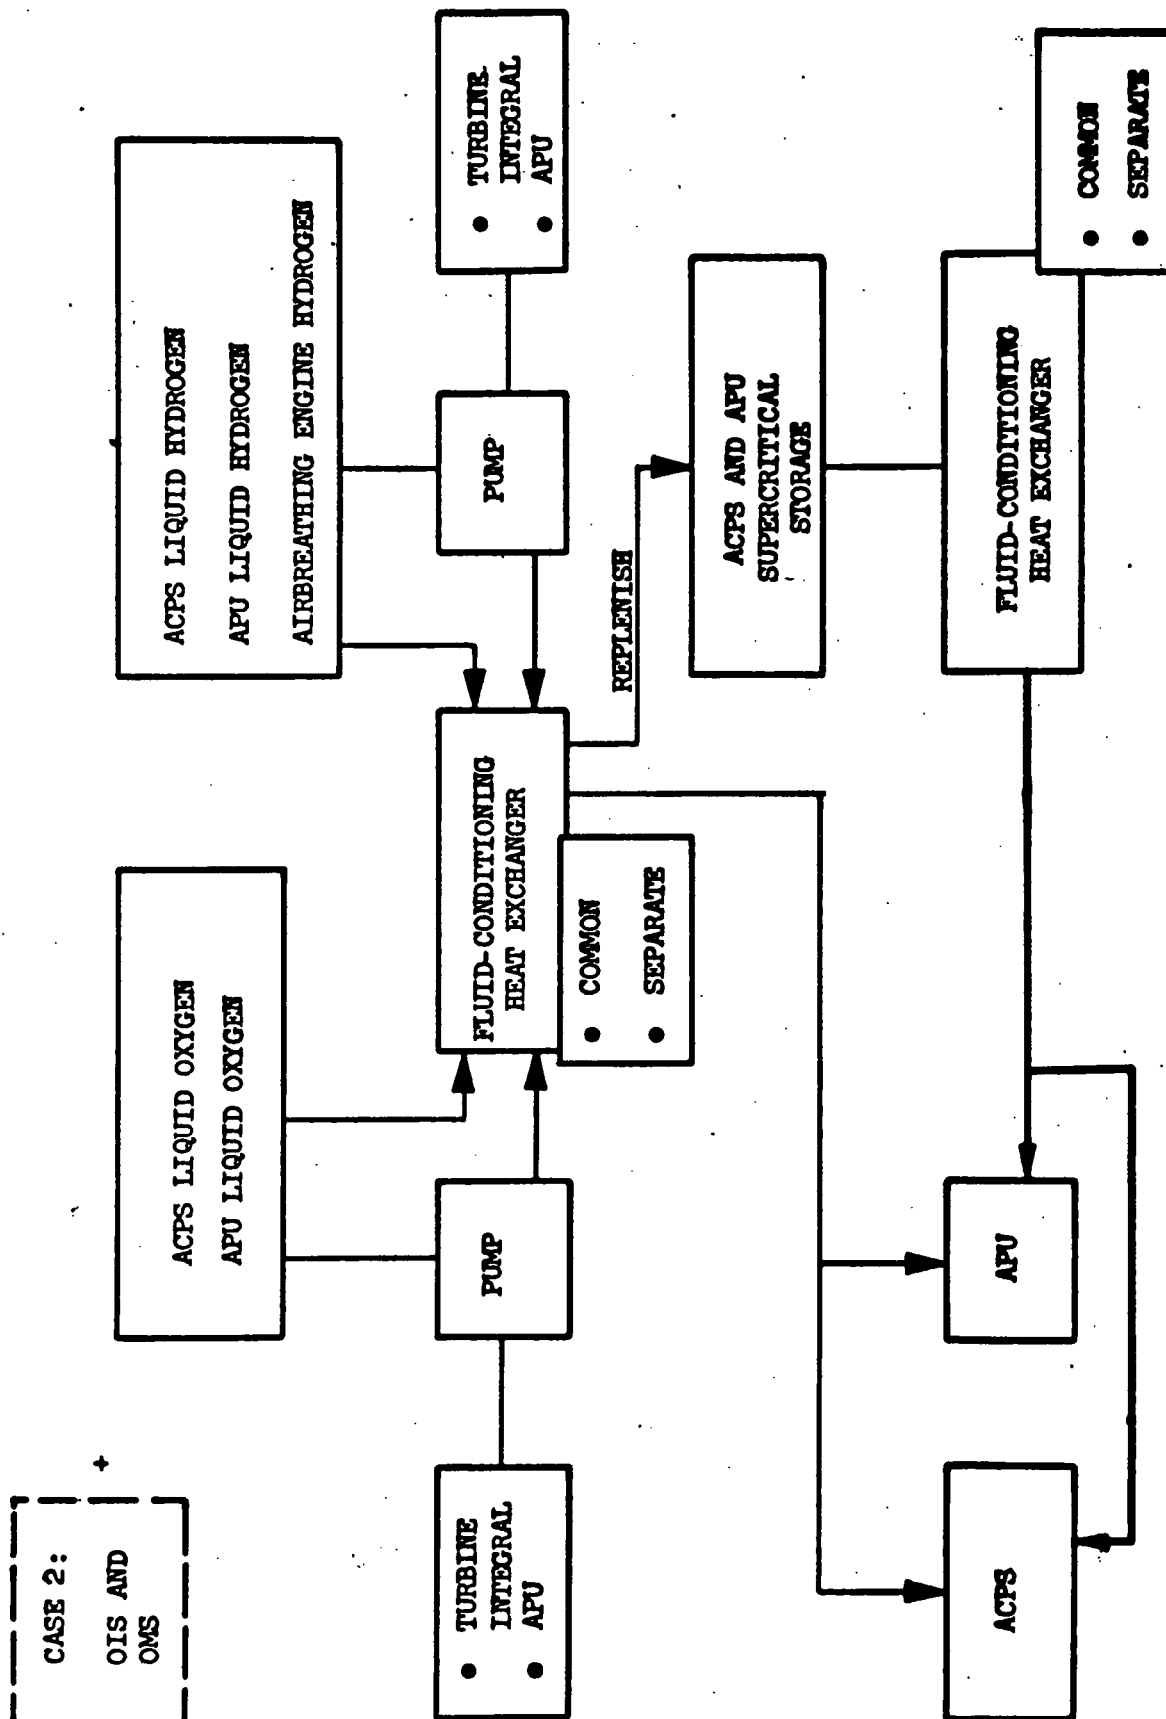 CASE 2:
OIS AND
OMS
+
ACPS LIQUID OXYGEN
APU LIQUID OXYGEN
ACPS LIQUID HYDROGEN
APU LIQUID HYDROGEN
AIRBREATHING ENGINE HYDROGEN
● TURBINE
INTEGRAL
● APU
PUMP
FLUID-CONDITIONING
HEAT EXCHANGER
● COMMON
● SEPARATE
PUMP
● TURBINE
INTEGRAL
● APU
REPLENISH
ACPS AND APU
SUPERCRITICAL
STORAGE
ACPS
APU
FLUID-CONDITIONING
HEAT EXCHANGER
● COMMON
● SEPARATE